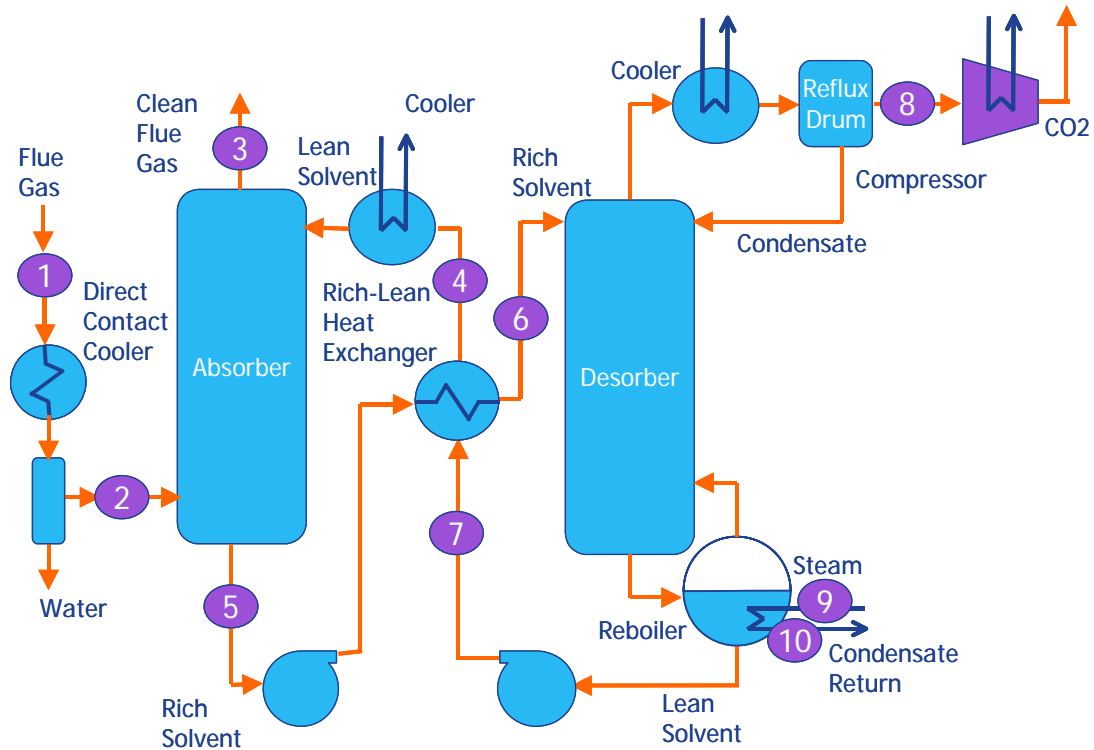 Clean
Flue
Gas
3
Cooler
Lean
Solvent
Flue
Gas
1
Direct
Contact
Cooler
Absorber
2
Water
5
Rich
Solvent
Rich-Lean
Heat
Exchanger
4
6
7
Rich
Solvent
Cooler
Reflux
Drum
8
CO2
Compressor
Condensate
Desorber
Steam
9
10
Reboiler
Condensate
Return
Lean
Solvent